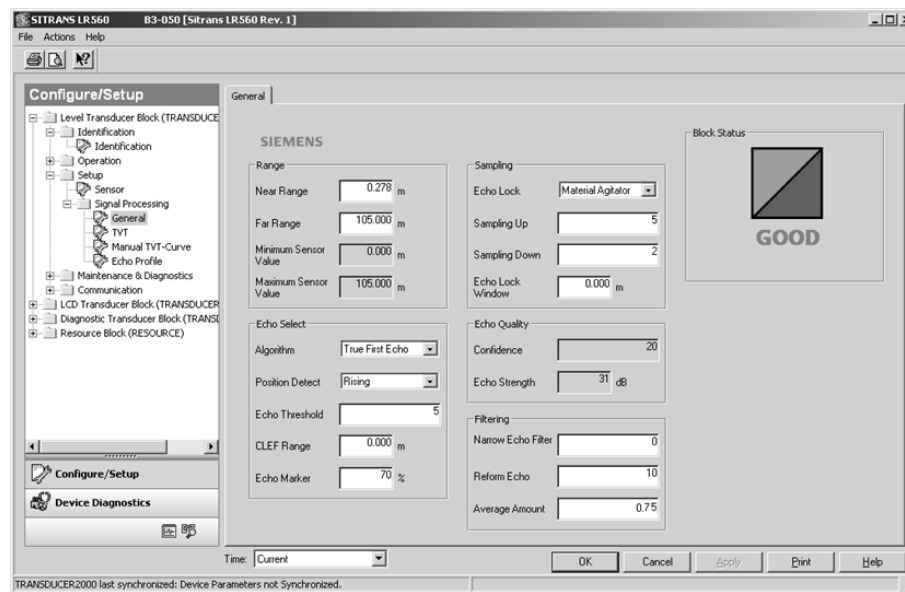 SITRANS LR560 B3-050 [Sitrans LR560 Rev. 1]
File Actions Help
Configure/Setup
Level Transducer Block (TRANSDUCE
Identification
Identification
Operation
Setup
Sensor
Signal Processing
General
TVT
Manual TVT-Curve
Echo Profile
Maintenance & Diagnostics
Communication
LCD Transducer Block (TRANSDUCER
Diagnostic Transducer Block (TRANSD
Resource Block (RESOURCE)
Configure/Setup
Device Diagnostics
General
SIEMENS
Range
Near Range 0.278 m
Far Range 105.000 m
Minimum Sensor Value 0.000 m
Maximum Sensor Value 105.000 m
Echo Select
Algorithm True First Echo
Position Detect Rising
Echo Threshold 5
CLEF Range 0.000 m
Echo Marker 70 %
Sampling
Echo Lock Material Agitator
Sampling Up 5
Sampling Down 2
Echo Lock Window 0.000 m
Echo Quality
Confidence 20
Echo Strength 31 dB
Filtering
Narrow Echo Filter 0
Reform Echo 10
Average Amount 0.75
Block Status
GOOD
Time: Current
OK Cancel Apply Print Help
TRANSDUCER2000 last synchronized: Device Parameters not Synchronized.